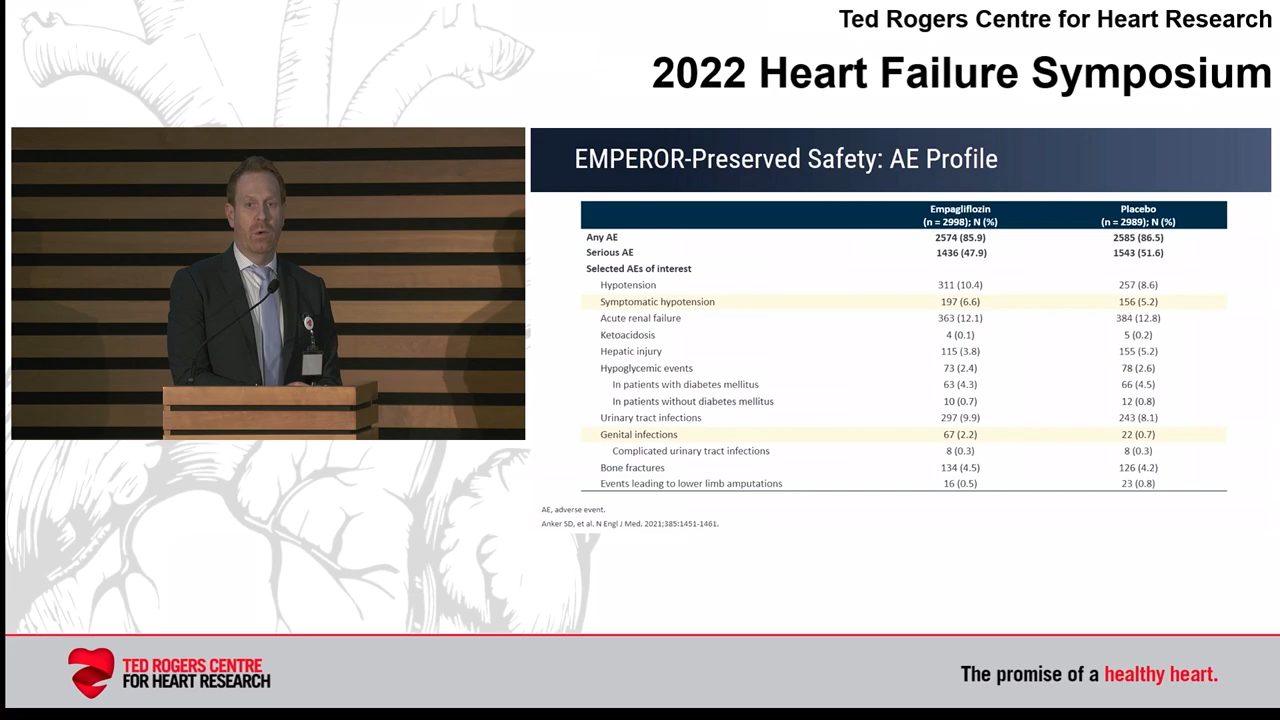 Ted Rogers Centre for Heart Research
2022 Heart Failure Symposium
EMPEROR-Preserved Safety: AE Profile
Empagliflozin Placebo
(n = 2998); N (%) (n = 2989); N (%)
Any AE 2574 (85.9) 2585 (86.5)
Serious AE 1436 (47.9) 1543 (51.6)
Selected AEs of interest
Hypotension 311 (10.4) 257 (8.6)
Symptomatic hypotension 197 (6.6) 156 (5.2)
Acute renal failure 363 (12.1) 384 (12.8)
Ketoacidosis 4 (0.1) 5 (0.2)
Hepatic injury 115 (3.8) 155 (5.2)
Hypoglycemic events 73 (2.4) 78 (2.6)
In patients with diabetes mellitus 63 (4.3) 66 (4.5)
In patients without diabetes mellitus 10 (0.7) 12 (0.8)
Urinary tract infections 297 (9.9) 243 (8.1)
Genital infections 67 (2.2) 22 (0.7)
Complicated urinary tract infections 8 (0.3) 8 (0.3)
Bone fractures 134 (4.5) 126 (4.2)
Events leading to lower limb amputations 16 (0.5) 23 (0.8)
AE, adverse event.
Anker SD, et al. N Engl J Med. 2021;385:1451-1461.
TED ROGERS CENTRE
FOR HEART RESEARCH
The promise of a healthy heart.